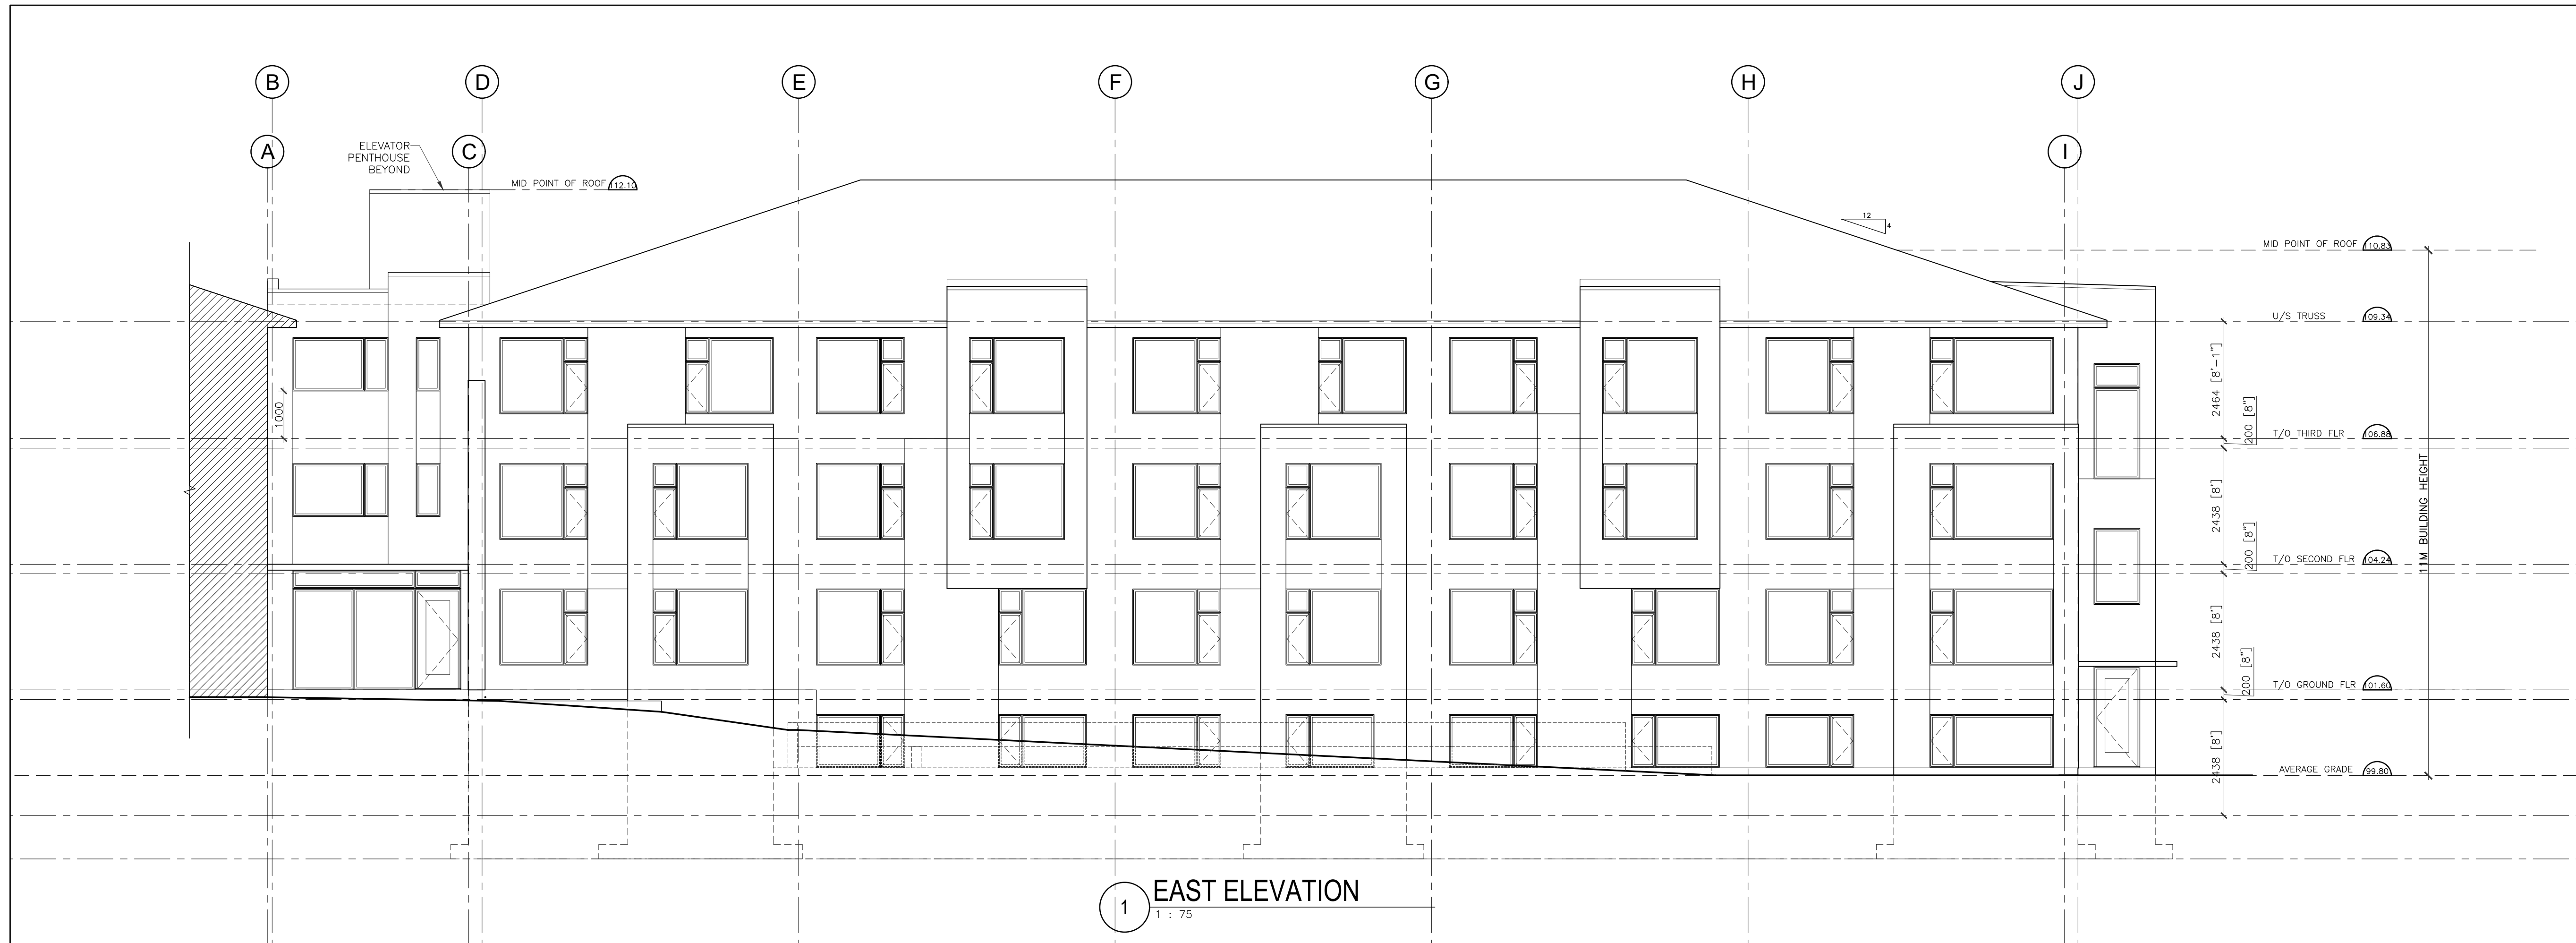 B
D
E
F
G
H
J
A
C
I
ELEVATOR
PENTHOUSE
BEYOND
MID POINT OF ROOF 112.10
12
4
MID POINT OF ROOF 110.83
U/S TRUSS 109.34
2464 [8'-1"]
1000
200 [8"]
T/O THIRD FLR 106.88
2438 [8']
11M BUILDING HEIGHT
200 [8"]
T/O SECOND FLR 104.24
2438 [8']
200 [8"]
T/O GROUND FLR 101.60
2438 [8']
AVERAGE GRADE 99.80
1 EAST ELEVATION
1 : 75